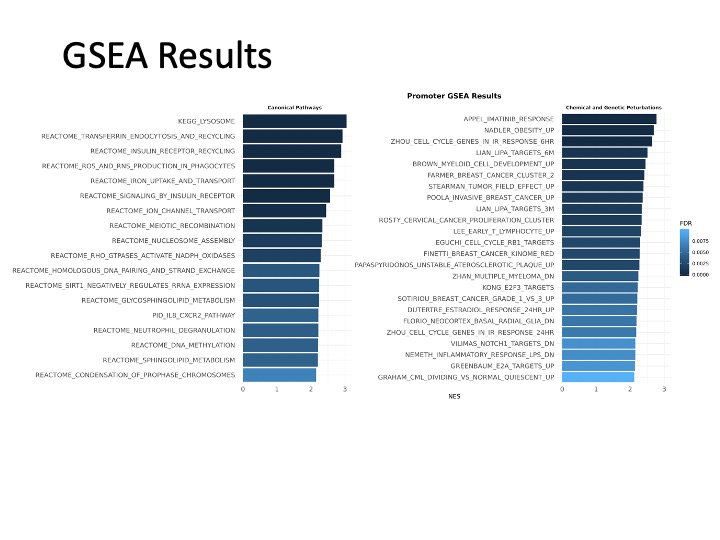 GSEA Results
Promoter GSEA Results
Canonical Pathways
KEGG_LYSOSOME
REACTOME_TRANSFERRIN_ENDOCYTOSIS_AND_RECYCLING
REACTOME_INSULIN_RECEPTOR_RECYCLING
REACTOME_ROS_AND_RNS_PRODUCTION_IN_PHAGOCYTES
REACTOME_IRON_UPTAKE_AND_TRANSPORT
REACTOME_SIGNALING_BY_INSULIN_RECEPTOR
REACTOME_ION_CHANNEL_TRANSPORT
REACTOME_MEIOTIC_RECOMBINATION
REACTOME_NUCLEOSOME_ASSEMBLY
REACTOME_RHO_GTPASES_ACTIVATE_NADPH_OXIDASES
REACTOME_HOMOLOGOUS_DNA_PAIRING_AND_STRAND_EXCHANGE
REACTOME_SIRT1_NEGATIVELY_REGULATES_RRNA_EXPRESSION
REACTOME_GLYCOSPHINGOLIPID_METABOLISM
PID_IL8_CXCR2_PATHWAY
REACTOME_NEUTROPHIL_DEGRANULATION
REACTOME_DNA_METHYLATION
REACTOME_SPHINGOLIPID_METABOLISM
REACTOME_CONDENSATION_OF_PROPHASE_CHROMOSOMES
0 1 2 3
Chemical and Genetic Peturbations
APPEL_IMATINIB_RESPONSE
NADLER_OBESITY_UP
ZHOU_CELL_CYCLE_GENES_IN_IR_RESPONSE_6HR
LIAN_LIPA_TARGETS_6M
BROWN_MYELOID_CELL_DEVELOPMENT_UP
FARMER_BREAST_CANCER_CLUSTER_2
STEARMAN_TUMOR_FIELD_EFFECT_UP
POOLA_INVASIVE_BREAST_CANCER_UP
LIAN_LIPA_TARGETS_3M
ROSTY_CERVICAL_CANCER_PROLIFERATION_CLUSTER
LEE_EARLY_T_LYMPHOCYTE_UP
EGUCHI_CELL_CYCLE_RB1_TARGETS
FINETTI_BREAST_CANCER_KINOME_RED
PAPASPYRIDONOS_UNSTABLE_ATEROSCLEROTIC_PLAQUE_UP
ZHAN_MULTIPLE_MYELOMA_DN
KONG_E2F3_TARGETS
SOTIRIOU_BREAST_CANCER_GRADE_1_VS_3_UP
DUTERTRE_ESTRADIOL_RESPONSE_24HR_UP
FLORIO_NEOCORTEX_BASAL_RADIAL_GLIA_DN
ZHOU_CELL_CYCLE_GENES_IN_IR_RESPONSE_24HR
VILIMAS_NOTCH1_TARGETS_DN
NEMETH_INFLAMMATORY_RESPONSE_LPS_DN
GREENBAUM_E2A_TARGETS_UP
GRAHAM_CML_DIVIDING_VS_NORMAL_QUIESCENT_UP
0 1 2 3
NES
FDR
0.0075
0.0050
0.0025
0.0000